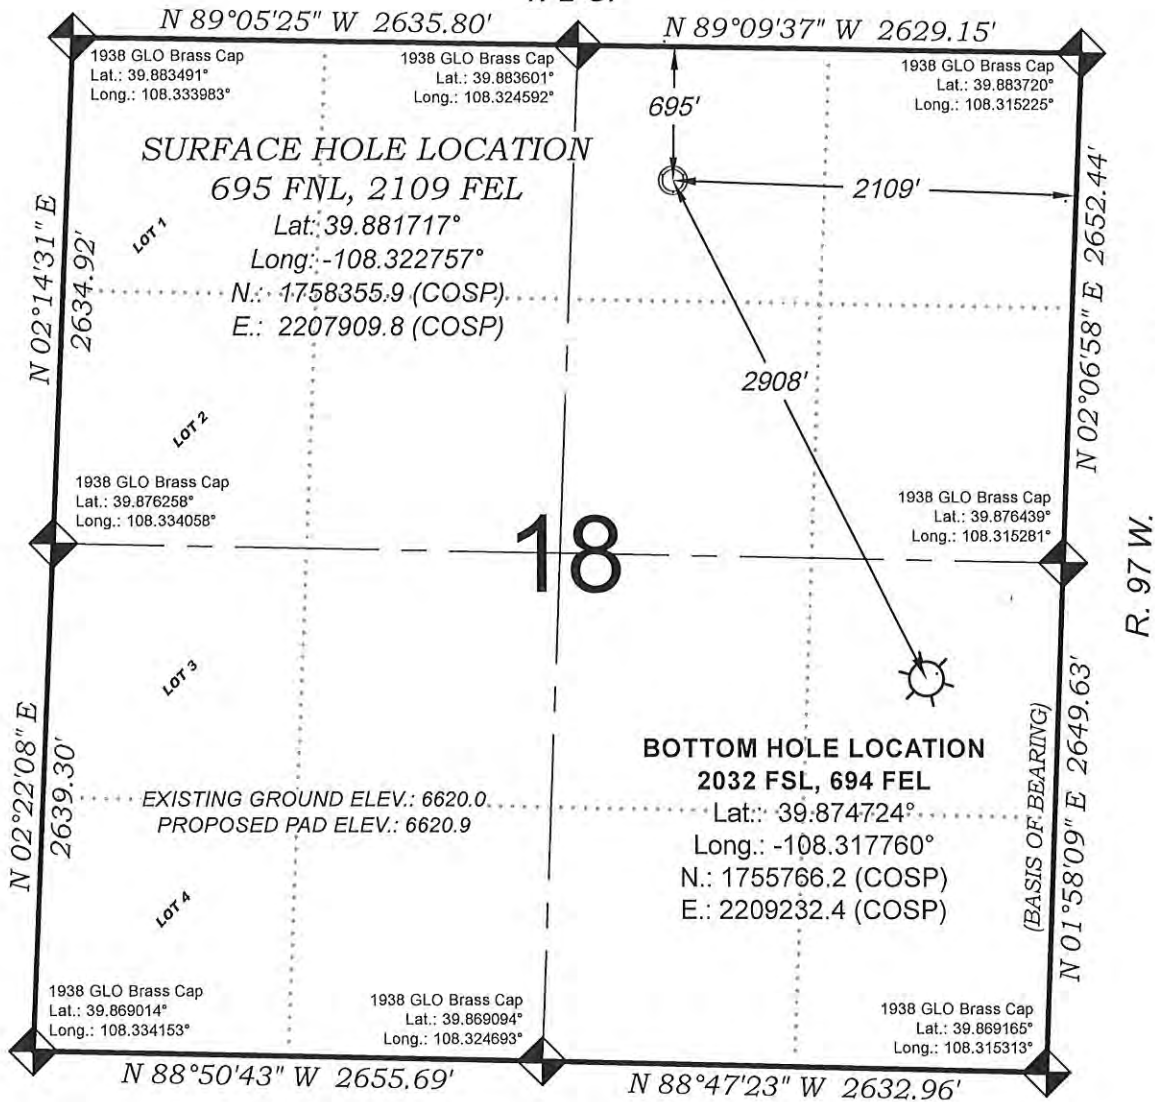 N 89°05'25" W 2635.80'
N 89°09'37" W 2629.15'
1938 GLO Brass Cap
Lat.: 39.883491°
Long.: 108.333983°
1938 GLO Brass Cap
Lat.: 39.883601°
Long.: 108.324592°
1938 GLO Brass Cap
Lat.: 39.883720°
Long.: 108.315225°
695'
SURFACE HOLE LOCATION
695 FNL, 2109 FEL
Lat: 39.881717°
Long: -108.322757°
N.: 1758355.9 (COSP)
E.: 2207909.8 (COSP)
2109'
LOT 1
N 02°14'31" E
2634.92'
N 02°06'58" E 2652.44'
2908'
LOT 2
1938 GLO Brass Cap
Lat.: 39.876258°
Long.: 108.334058°
1938 GLO Brass Cap
Lat.: 39.876439°
Long.: 108.315281°
18
R. 97 W.
LOT 3
N 02°22'08" E
2639.30'
BOTTOM HOLE LOCATION
2032 FSL, 694 FEL
Lat.: 39.874724°
Long.: -108.317760°
N.: 1755766.2 (COSP)
E.: 2209232.4 (COSP)
(BASIS OF BEARING)
N 01°58'09" E 2649.63'
EXISTING GROUND ELEV.: 6620.0
PROPOSED PAD ELEV.: 6620.9
LOT 4
1938 GLO Brass Cap
Lat.: 39.869014°
Long.: 108.334153°
1938 GLO Brass Cap
Lat.: 39.869094°
Long.: 108.324693°
1938 GLO Brass Cap
Lat.: 39.869165°
Long.: 108.315313°
N 88°50'43" W 2655.69'
N 88°47'23" W 2632.96'